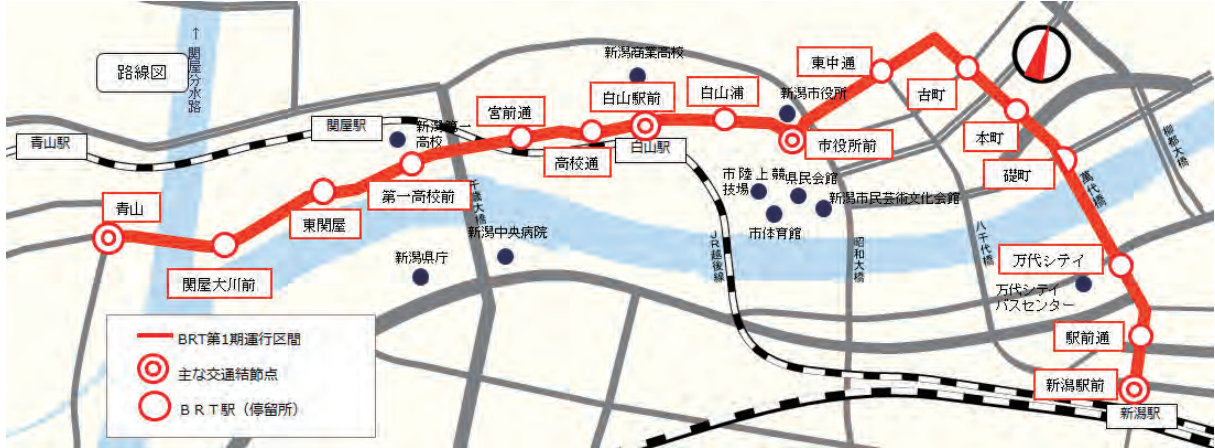 路線図
↑関屋分水路
青山駅
関屋駅
新潟第一
高校
新潟商業高校
宮前通
白山駅前
白山浦
新潟市役所
東中通
古町
本町
礎町
柳都大橋
萬代橋
高校通
白山駅
市役所前
第一高校前
東関屋
青山
関屋大川前
千歳大橋
新潟中央病院
新潟県庁
市陸上競
技場
県民会館
新潟市民芸術文化会館
市体育館
JR越後線
昭和大橋
八千代橋
万代シテイ
万代シテイ
バスセンター
駅前通
新潟駅前
新潟駅
BRT第1期運行区間
主な交通結節点
BRT駅(停留所)